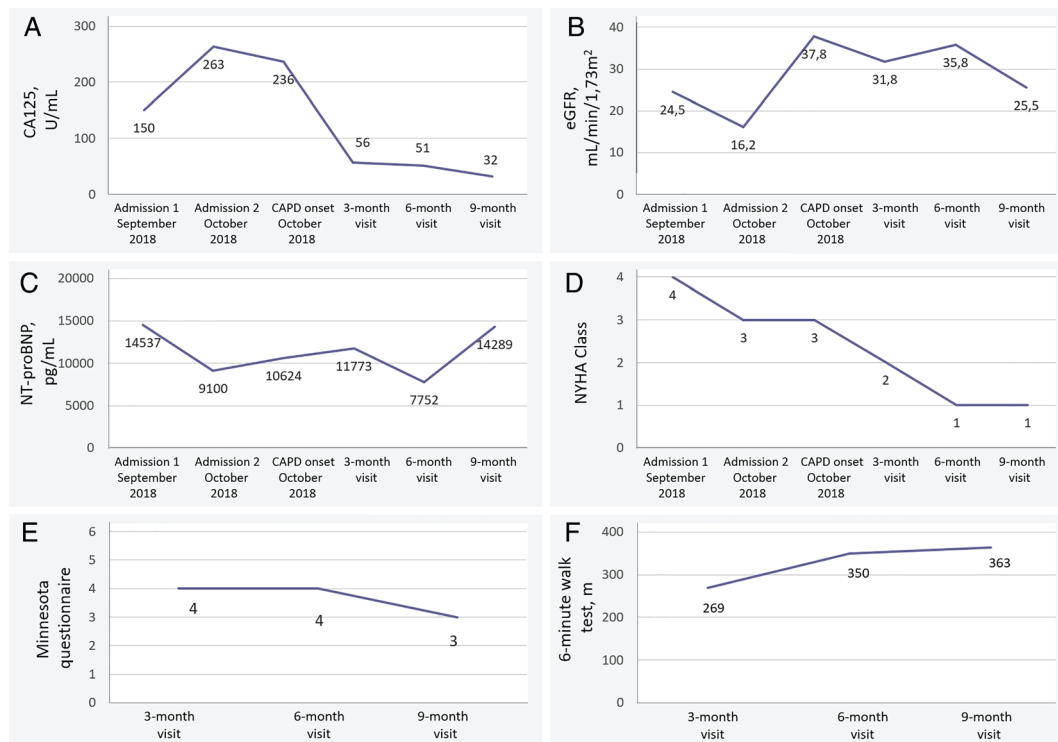 A
CA125,
U/mL
300
200
100
0
150
263
236
56
51
32
Admission 1
September
2018
Admission 2
October
2018
CAPD onset
October
2018
3-month
visit
6-month
visit
9-month
visit
B
eGFR,
mL/min/1,73m²
40
30
20
10
0
24,5
16,2
37,8
31,8
35,8
25,5
Admission 1
September
2018
Admission 2
October
2018
CAPD onset
October
2018
3-month
visit
6-month
visit
9-month
visit
C
NT-proBNP,
pg/mL
20000
15000
10000
5000
0
14537
9100
10624
11773
7752
14289
Admission 1
September
2018
Admission 2
October
2018
CAPD onset
October
2018
3-month
visit
6-month
visit
9-month
visit
D
NYHA Class
4
3
2
1
0
4
3
3
2
1
1
Admission 1
September
2018
Admission 2
October
2018
CAPD onset
October
2018
3-month
visit
6-month
visit
9-month
visit
E
Minnesota
questionnaire
6
5
4
3
2
1
0
4
4
3
3-month
visit
6-month
visit
9-month
visit
F
6-minute walk
test, m
400
300
200
100
0
269
350
363
3-month
visit
6-month
visit
9-month
visit